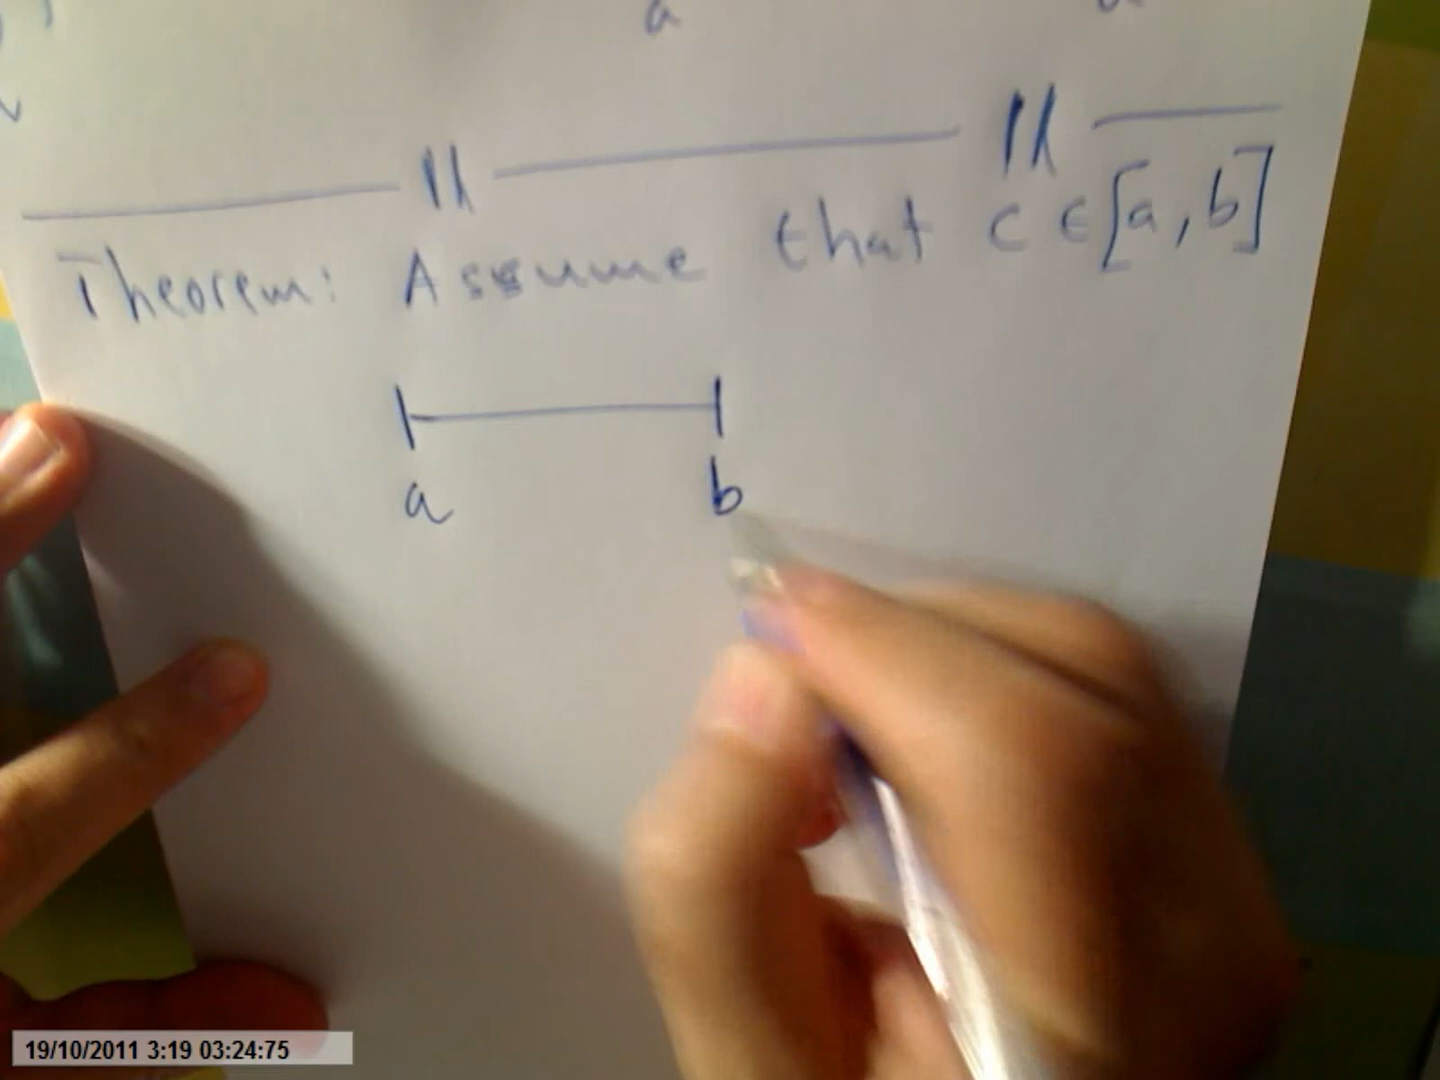 a a
Theorem: Assume that c ∈ [a, b]
a b
19/10/2011 3:19 03:24:75